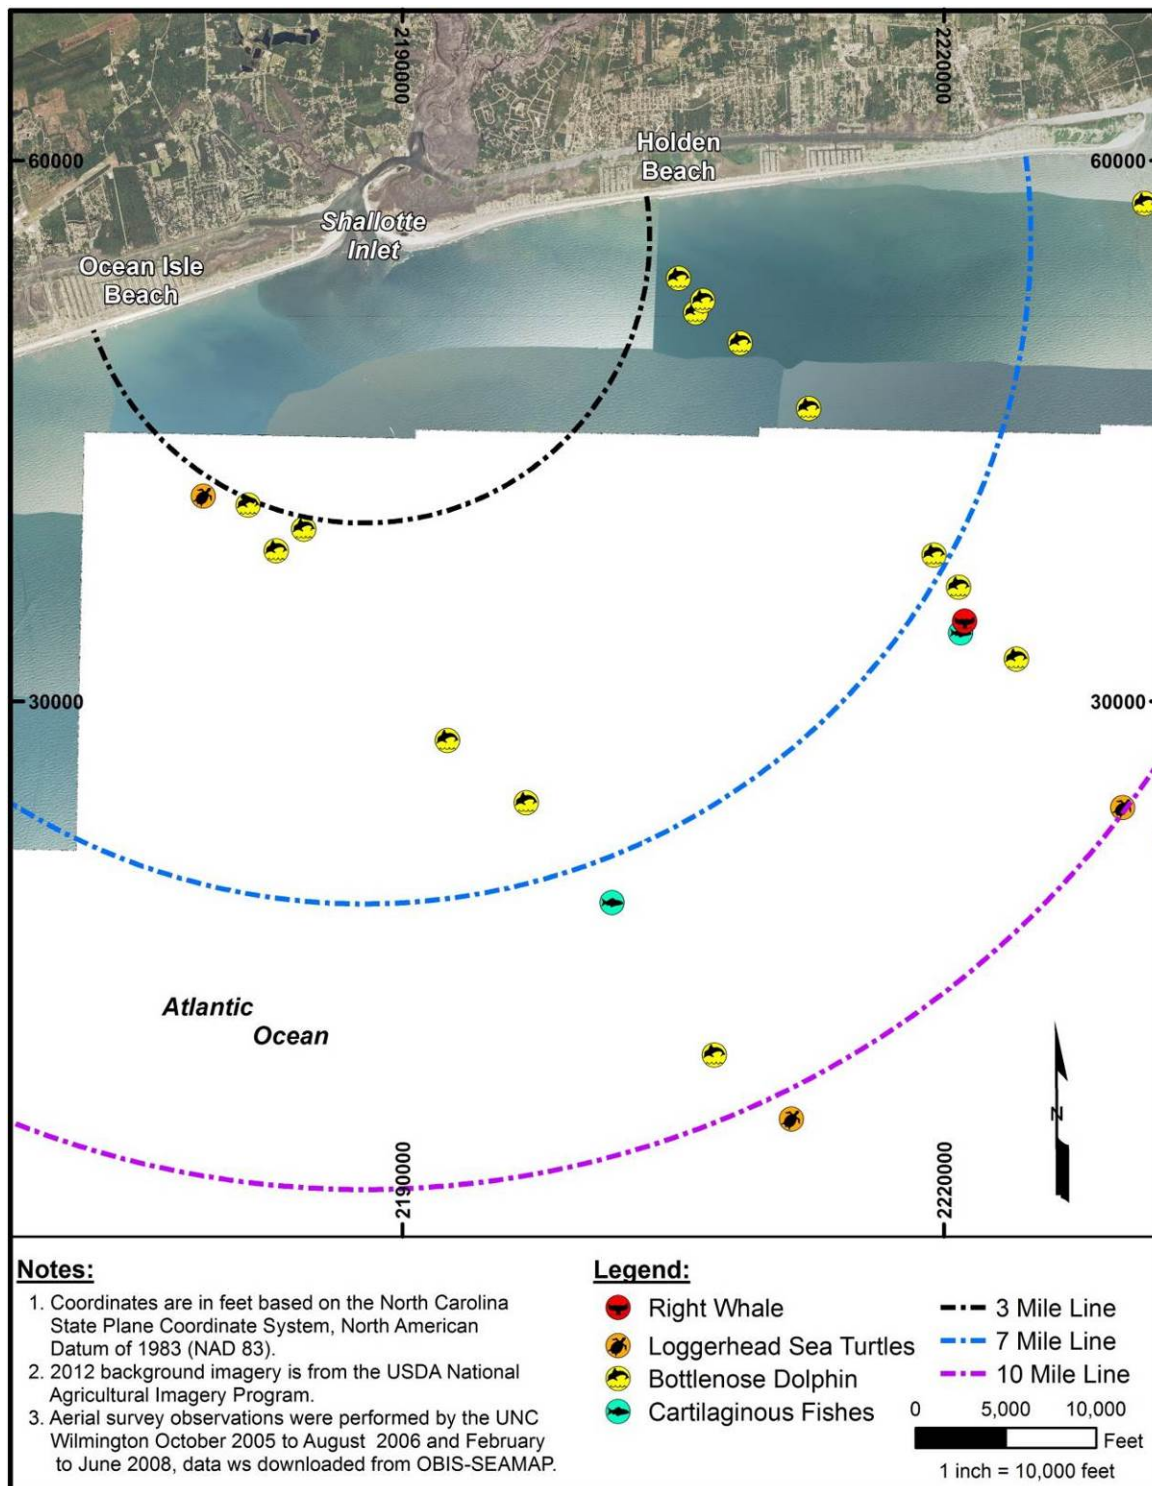 2190000
2220000
60000
60000
Holden
Beach
Shallotte
Inlet
Ocean Isle
Beach
30000
30000
Atlantic
Ocean
N
2190000
2220000
Notes:
1. Coordinates are in feet based on the North Carolina
State Plane Coordinate System, North American
Datum of 1983 (NAD 83).
2. 2012 background imagery is from the USDA National
Agricultural Imagery Program.
3. Aerial survey observations were performed by the UNC
Wilmington October 2005 to August 2006 and February
to June 2008, data ws downloaded from OBIS-SEAMAP.
Legend:
Right Whale
Loggerhead Sea Turtles
Bottlenose Dolphin
Cartilaginous Fishes
3 Mile Line
7 Mile Line
10 Mile Line
0 5,000 10,000
Feet
1 inch = 10,000 feet